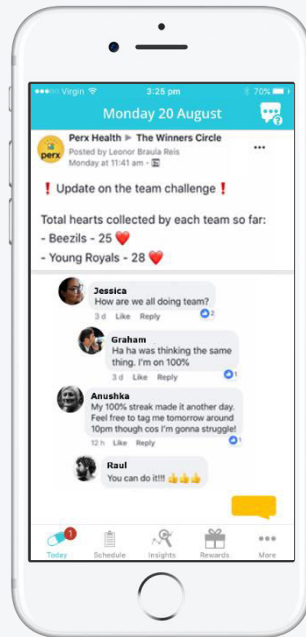 Virgin 3:25 pm 70%
Monday 20 August
perx
Perx Health ▶ The Winners Circle
Posted by Leonor Braula Reis
Monday at 11:41 am -
❗ Update on the team challenge ❗
Total hearts collected by each team so far:
- Beezils - 25 ❤️
- Young Royals - 28 ❤️
Jessica
How are we all doing team?
3 d Like Reply 2
Graham
Ha ha was thinking the same
thing. I'm on 100%
3 d Like Reply 1
Anushka
My 100% streak made it another day.
Feel free to tag me tomorrow around
10pm though cos I'm gonna struggle!
12 h Like Reply 1
Raul
You can do it!!! 👍👍👍
1
Today Schedule Insights Rewards More